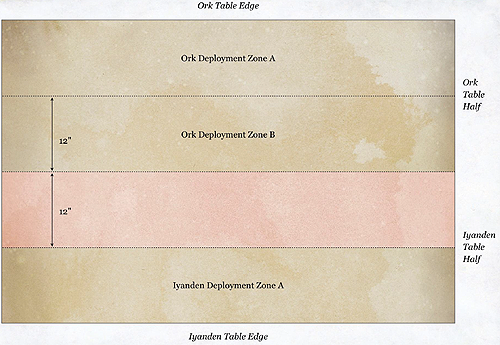 Ork Table Edge
Ork Deployment Zone A
Ork
Table
Half
12"
Ork Deployment Zone B
12"
Iyanden
Table
Half
Iyanden Deployment Zone A
Iyanden Table Edge